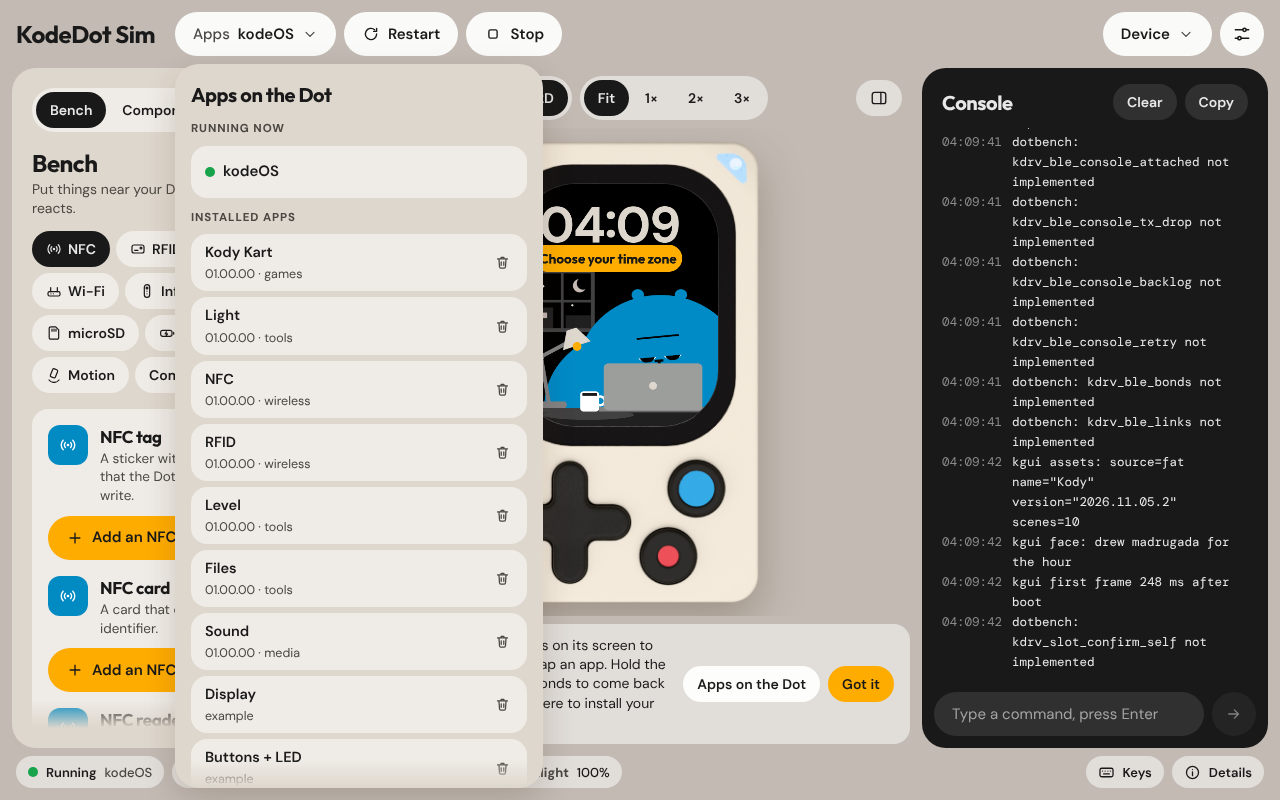 KodeDot Sim
Apps kodeOS
Restart
Stop
Device
Bench
Compor
Bench
Put things near your D
reacts.
NFC
RFID
Wi-Fi
microSD
Motion
NFC tag
A sticker wit
that the Dot
write.
Add an NFC
NFC card
A card that
identifier.
Add an NFC
NFC reade
Running kodeOS
Apps on the Dot
RUNNING NOW
kodeOS
INSTALLED APPS
Kody Kart
01.00.00 · games
Light
01.00.00 · tools
NFC
01.00.00 · wireless
RFID
01.00.00 · wireless
Level
01.00.00 · tools
Files
01.00.00 · tools
Sound
01.00.00 · media
Display
example
Buttons + LED
example
Fit
1×
2×
3×
04:09
Choose your time zone
s on its screen to
ap an app. Hold the
onds to come back
ere to install your
Apps on the Dot
Got it
light 100%
Console
Clear
Copy
04:09:41 dotbench:
kdrv_ble_console_attached not
implemented
04:09:41 dotbench:
kdrv_ble_console_tx_drop not
implemented
04:09:41 dotbench:
kdrv_ble_console_backlog not
implemented
04:09:41 dotbench:
kdrv_ble_console_retry not
implemented
04:09:41 dotbench: kdrv_ble_bonds not
implemented
04:09:41 dotbench: kdrv_ble_links not
implemented
04:09:42 kgui assets: source=fat
name="Kody"
version="2026.11.05.2"
scenes=10
04:09:42 kgui face: drew madrugada for
the hour
04:09:42 kgui first frame 248 ms after
boot
04:09:42 dotbench:
kdrv_slot_confirm_self not
implemented
Type a command, press Enter
Keys
Details